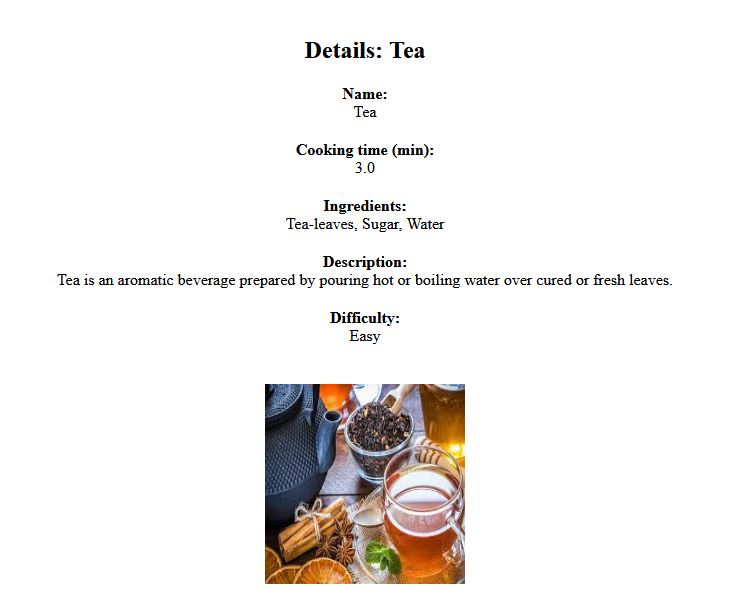 Details: Tea
Name:
Tea
Cooking time (min):
3.0
Ingredients:
Tea-leaves, Sugar, Water
Description:
Tea is an aromatic beverage prepared by pouring hot or boiling water over cured or fresh leaves.
Difficulty:
Easy